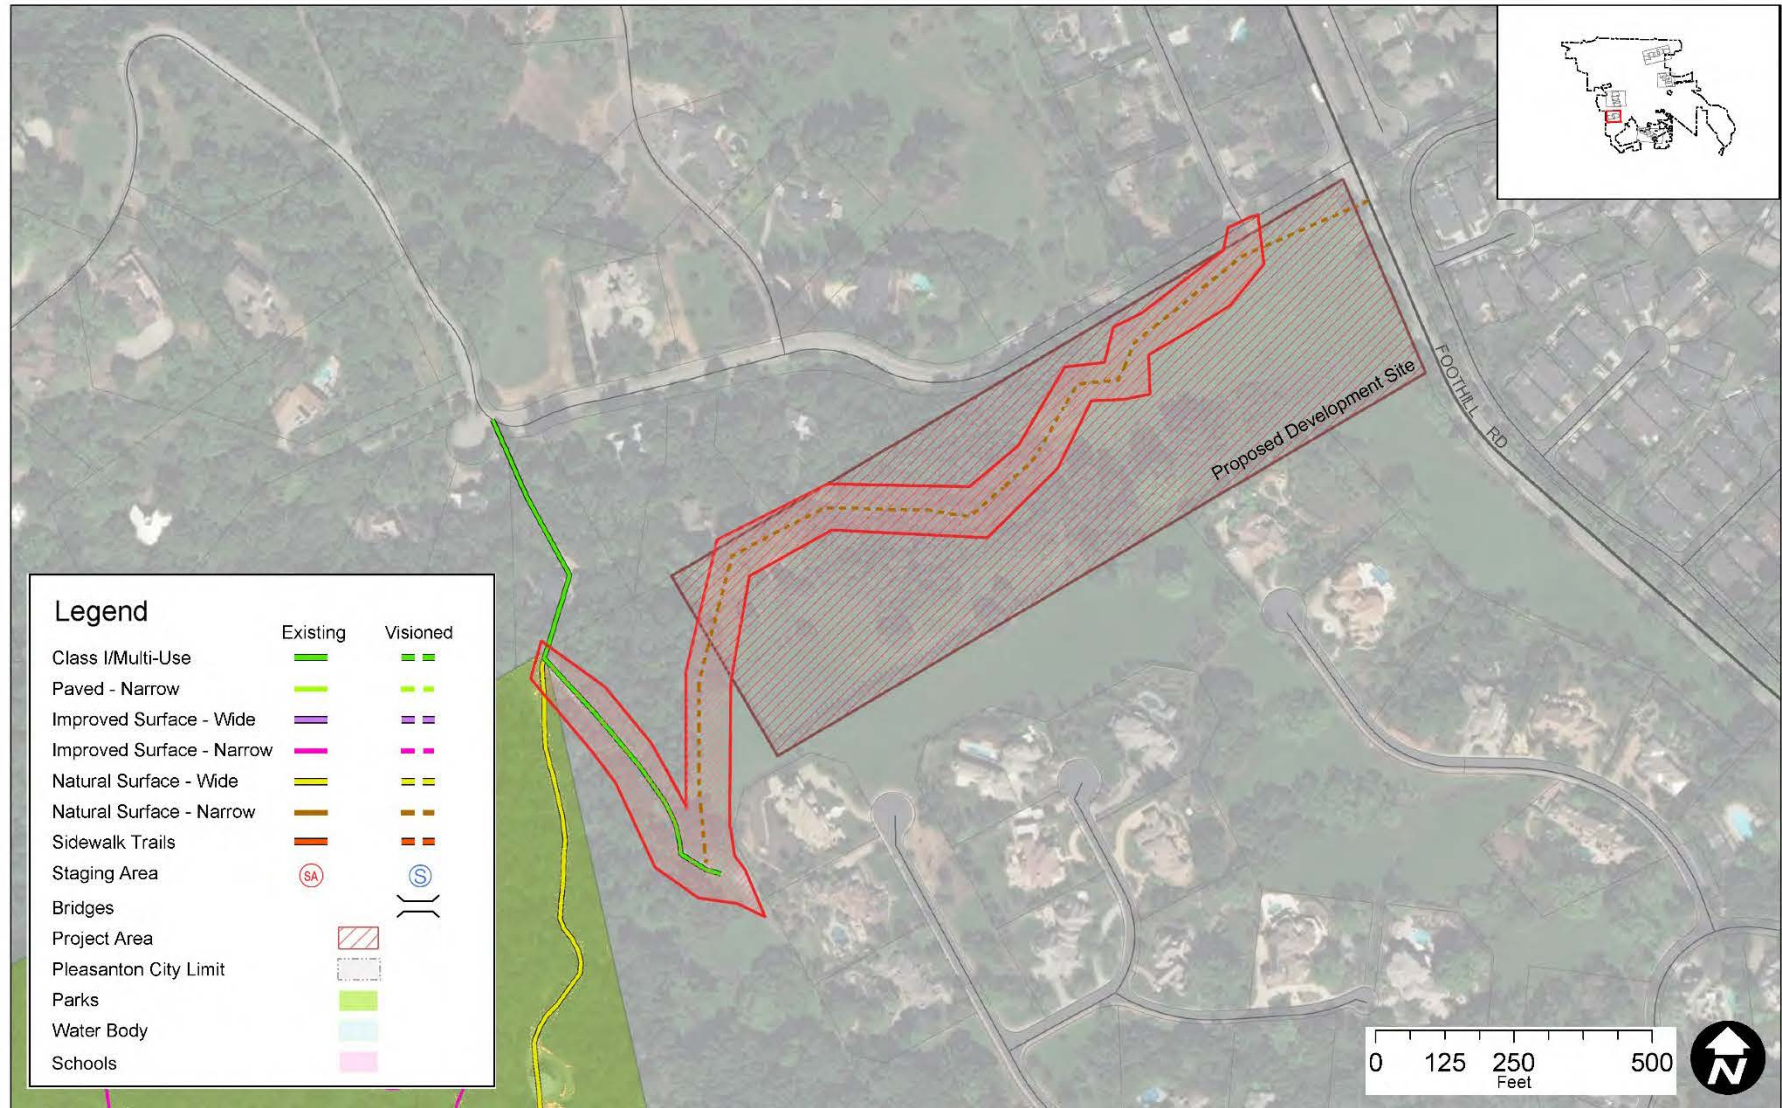 FOOTHILL RD
Proposed Development Site
Legend
Existing Visioned
Class I/Multi-Use
Paved - Narrow
Improved Surface - Wide
Improved Surface - Narrow
Natural Surface - Wide
Natural Surface - Narrow
Sidewalk Trails
Staging Area SA S
Bridges
Project Area
Pleasanton City Limit
Parks
Water Body
Schools
0 125 250 500
Feet
N